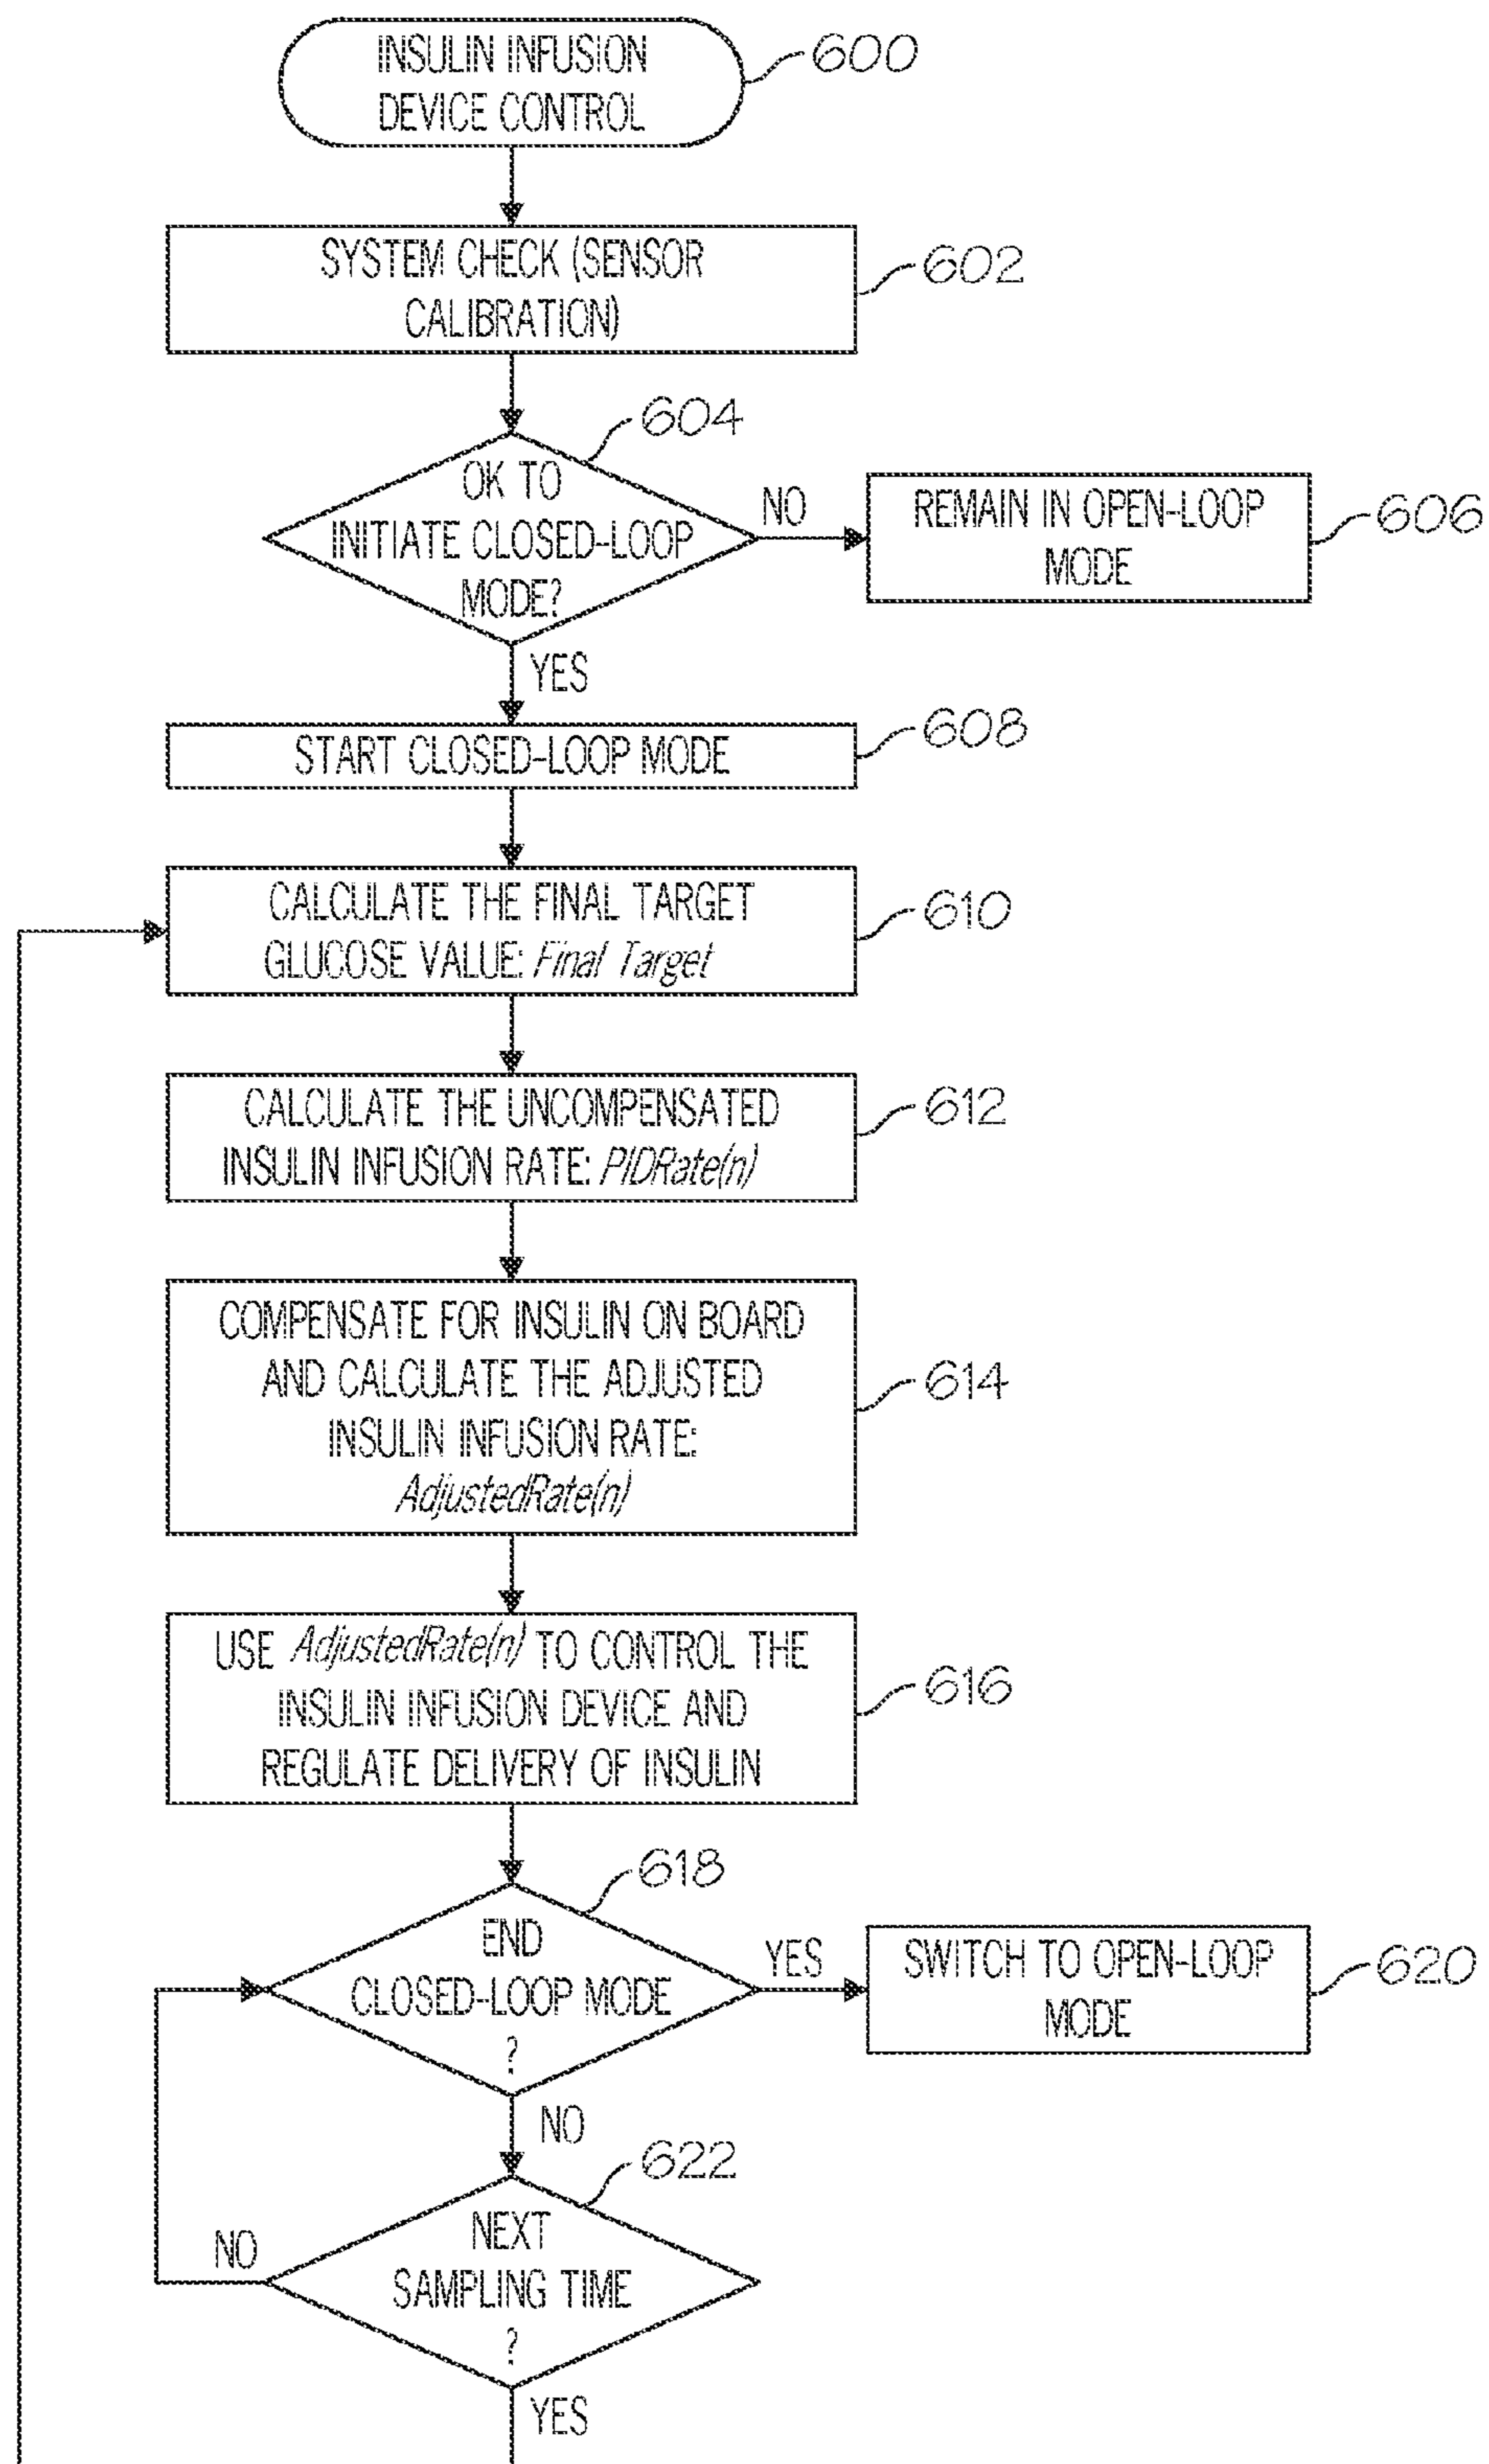 INSULIN INFUSION
DEVICE CONTROL
600
SYSTEM CHECK (SENSOR
CALIBRATION)
602
604
OK TO
INITIATE CLOSED-LOOP
MODE?
NO
REMAIN IN OPEN-LOOP
MODE
606
YES
START CLOSED-LOOP MODE
608
CALCULATE THE FINAL TARGET
GLUCOSE VALUE: Final Target
610
CALCULATE THE UNCOMPENSATED
INSULIN INFUSION RATE: PIDRate(n)
612
COMPENSATE FOR INSULIN ON BOARD
AND CALCULATE THE ADJUSTED
INSULIN INFUSION RATE:
AdjustedRate(n)
614
USE AdjustedRate(n) TO CONTROL THE
INSULIN INFUSION DEVICE AND
REGULATE DELIVERY OF INSULIN
616
618
END
CLOSED-LOOP MODE
?
YES
SWITCH TO OPEN-LOOP
MODE
620
NO
622
NEXT
SAMPLING TIME
?
NO
YES